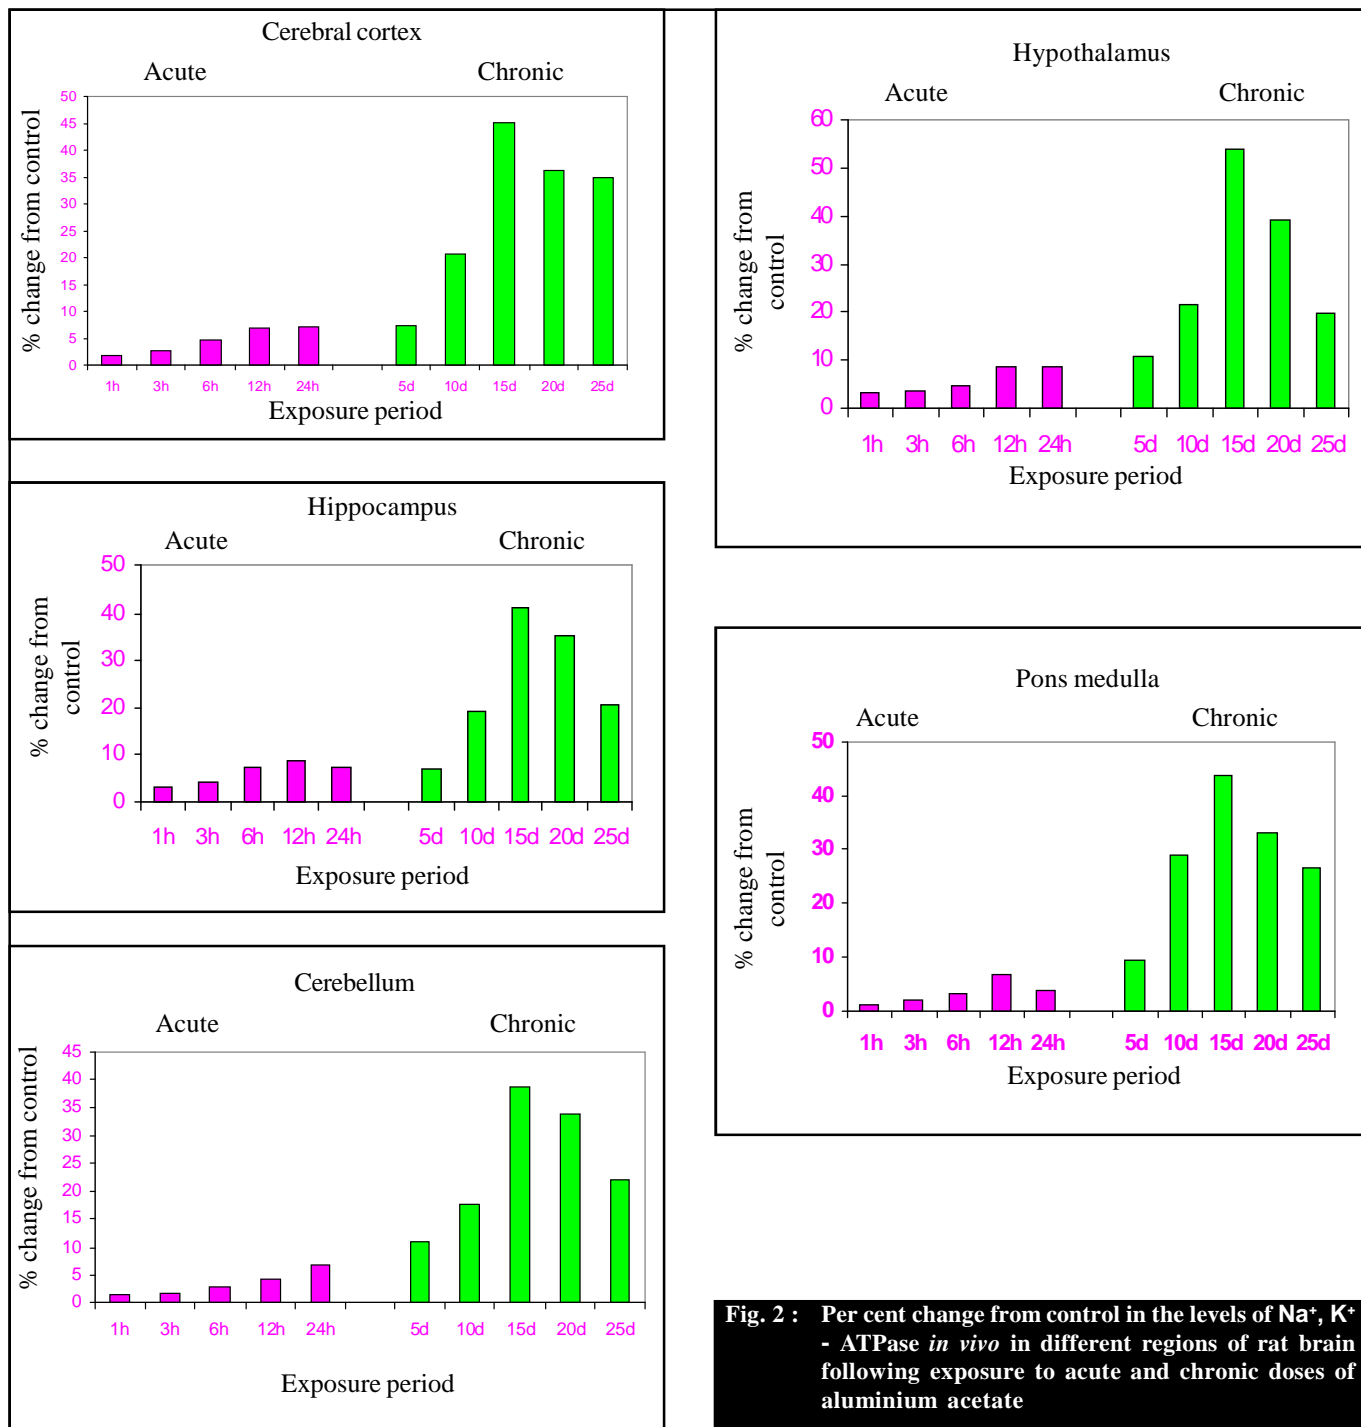 Cerebral cortex
Acute Chronic
% change from control
50
45
40
35
30
25
20
15
10
5
0
1h 3h 6h 12h 24h 5d 10d 15d 20d 25d
Exposure period
Hippocampus
Acute Chronic
% change from
control
50
40
30
20
10
0
1h 3h 6h 12h 24h 5d 10d 15d 20d 25d
Exposure period
Cerebellum
Acute Chronic
% change from control
45
40
35
30
25
20
15
10
5
0
1h 3h 6h 12h 24h 5d 10d 15d 20d 25d
Exposure period
Hypothalamus
Acute Chronic
% change from
control
60
50
40
30
20
10
0
1h 3h 6h 12h 24h 5d 10d 15d 20d 25d
Exposure period
Pons medulla
Acute Chronic
% change from
control
50
40
30
20
10
0
1h 3h 6h 12h 24h 5d 10d 15d 20d 25d
Exposure period
Fig. 2 : Per cent change from control in the levels of Na⁺, K⁺
- ATPase in vivo in different regions of rat brain
following exposure to acute and chronic doses of
aluminium acetate